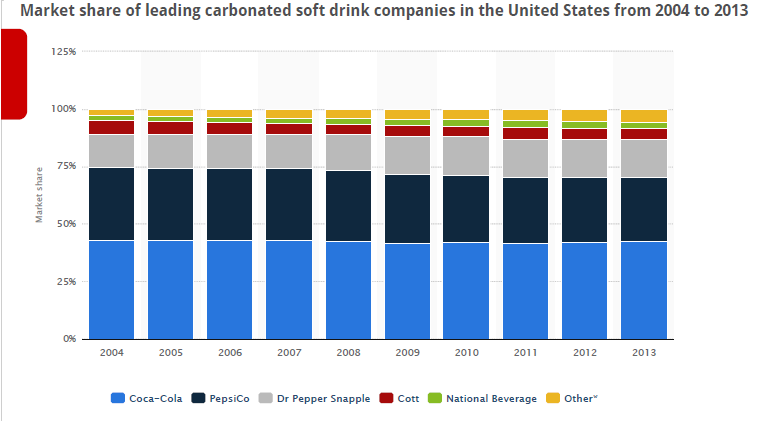 Market share of leading carbonated soft drink companies in the United States from 2004 to 2013
125%
100%
75%
50%
25%
0%
Market share
2004 2005 2006 2007 2008 2009 2010 2011 2012 2013
Coca-Cola PepsiCo Dr Pepper Snapple Cott National Beverage Other*